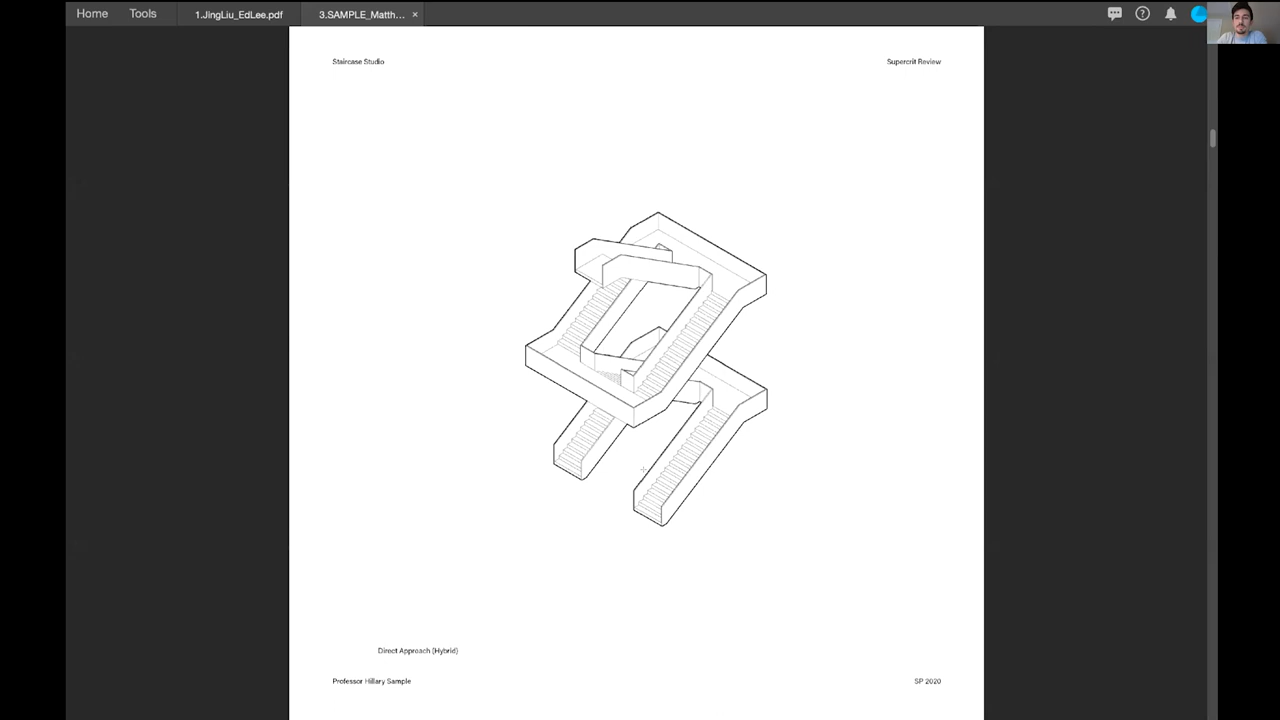 Home Tools 1.JingLiu_EdLee.pdf 3.SAMPLE_Matth... ×
Staircase Studio Supercrit Review
Direct Approach (Hybrid)
Professor Hillary Sample SP 2020